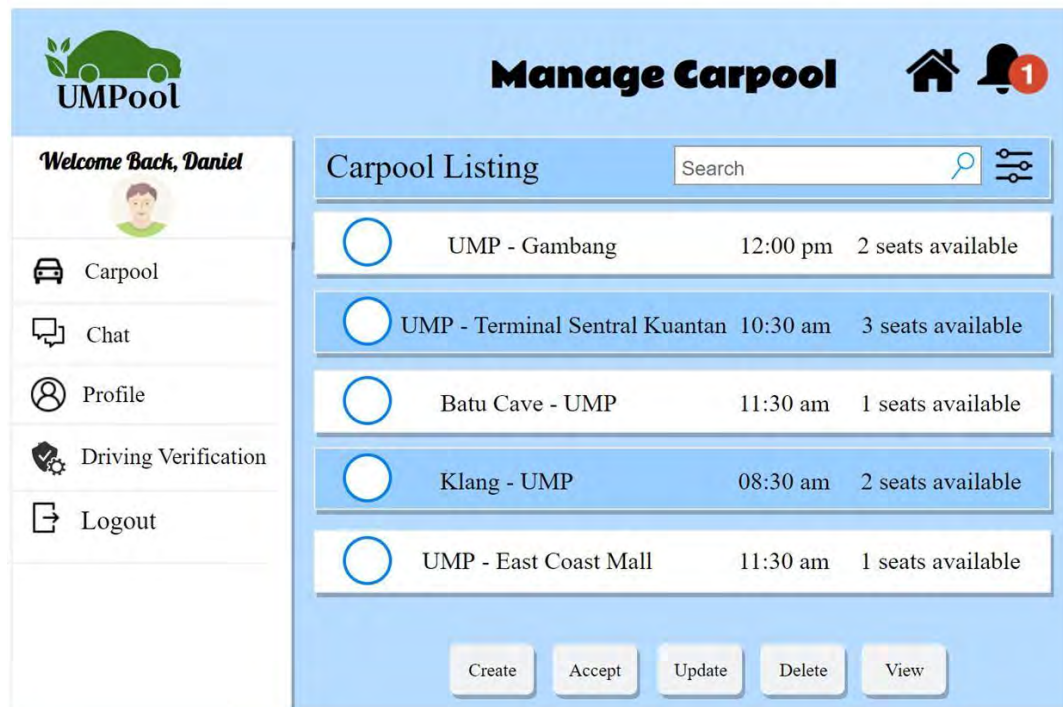 UMPool
Manage Carpool
1
Welcome Back, Daniel
Carpool
Chat
Profile
Driving Verification
Logout
Carpool Listing
Search
UMP - Gambang 12:00 pm 2 seats available
UMP - Terminal Sentral Kuantan 10:30 am 3 seats available
Batu Cave - UMP 11:30 am 1 seats available
Klang - UMP 08:30 am 2 seats available
UMP - East Coast Mall 11:30 am 1 seats available
Create Accept Update Delete View